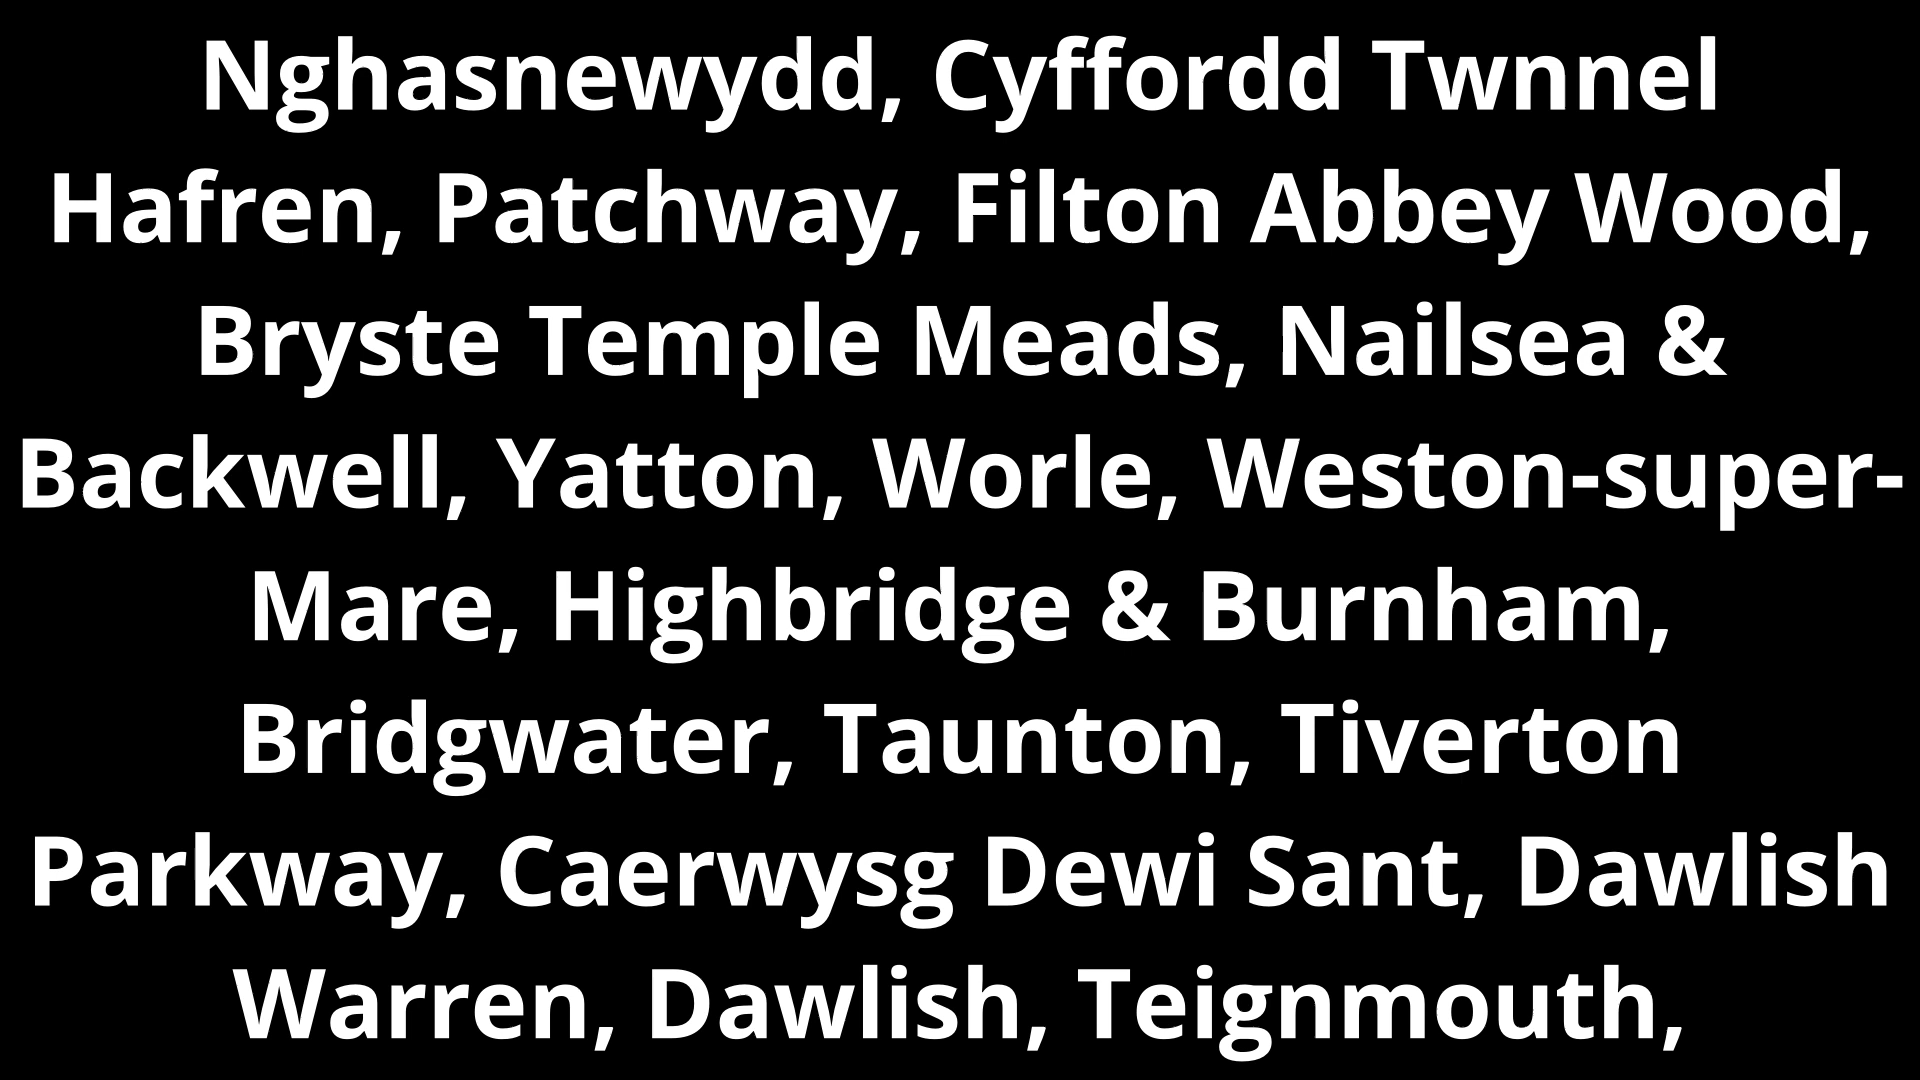 Nghasnewydd, Cyffordd Twnnel
Hafren, Patchway, Filton Abbey Wood,
Bryste Temple Meads, Nailsea &
Backwell, Yatton, Worle, Weston-super-
Mare, Highbridge & Burnham,
Bridgwater, Taunton, Tiverton
Parkway, Caerwysg Dewi Sant, Dawlish
Warren, Dawlish, Teignmouth,